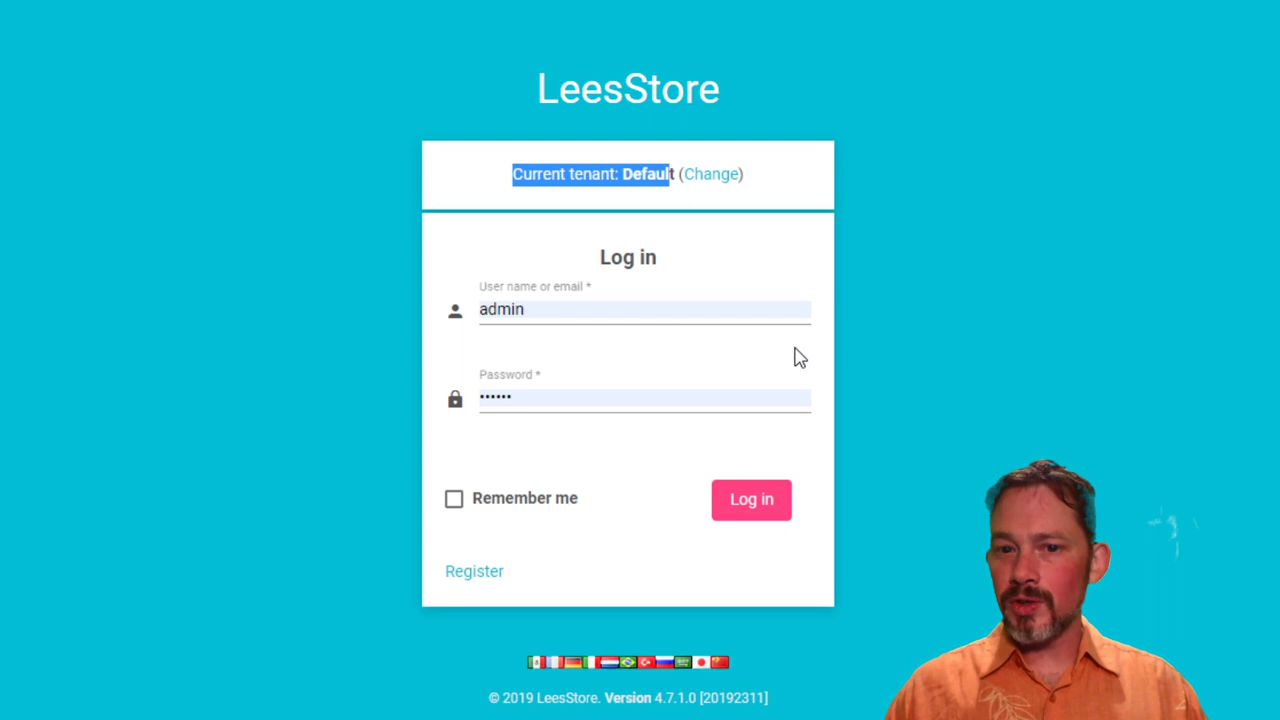 LeesStore
Current tenant: Default (Change)
Log in
User name or email *
admin
Password *
••••••
Remember me
Log in
Register
© 2019 LeesStore. Version 4.7.1.0 [20192311]